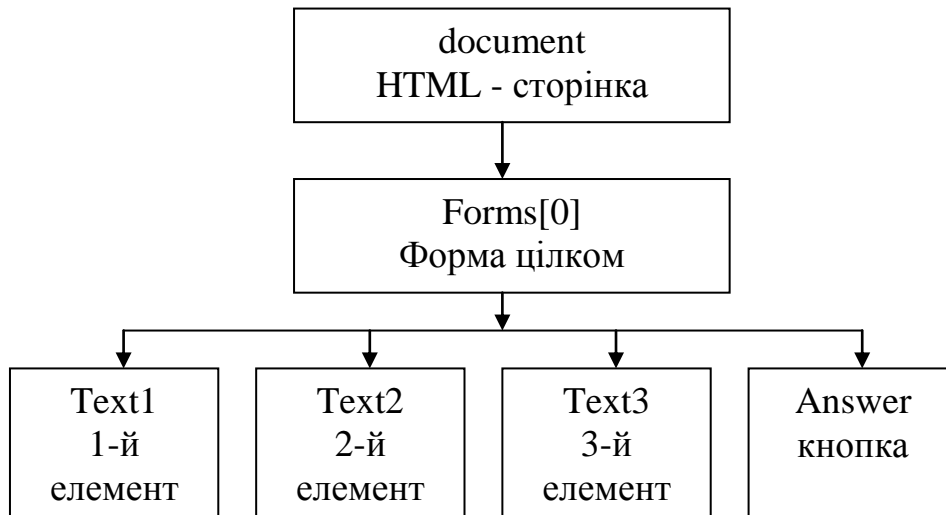 document
HTML - сторінка
Forms[0]
Форма цілком
Text1
1-й
елемент
Text2
2-й
елемент
Text3
3-й
елемент
Answer
кнопка